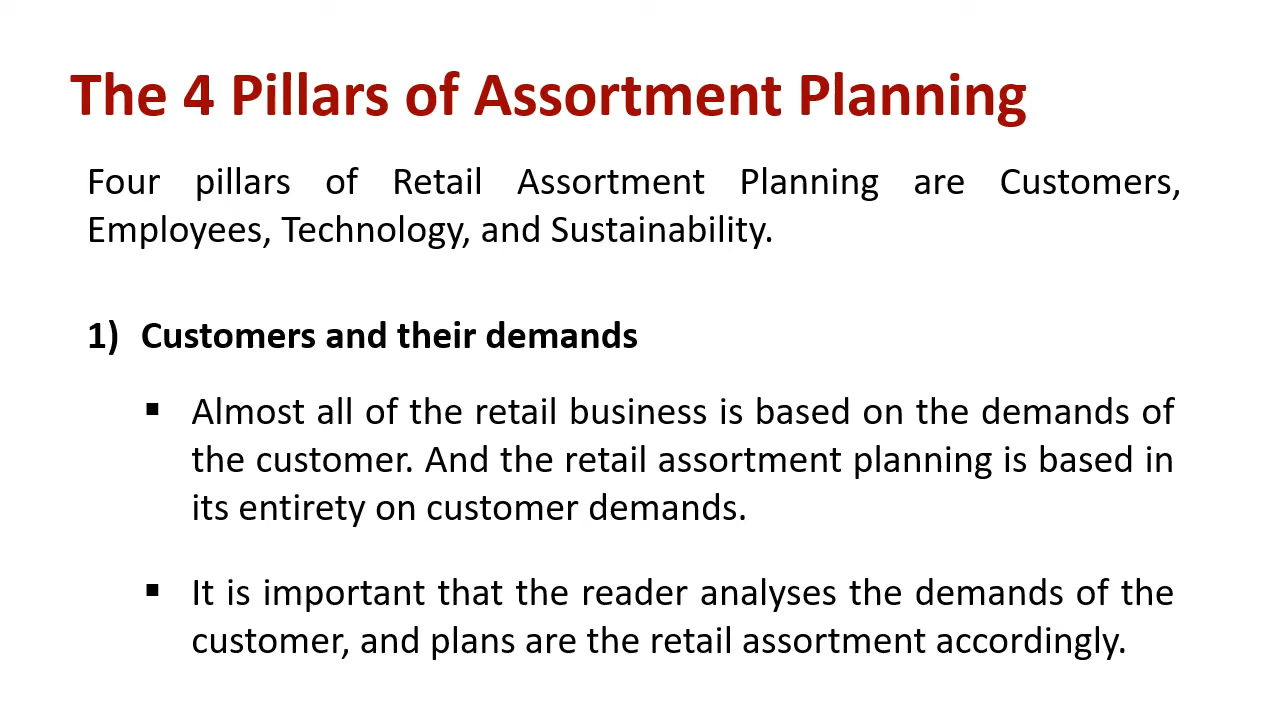 The 4 Pillars of Assortment Planning
Four pillars of Retail Assortment Planning are Customers,
Employees, Technology, and Sustainability.
1) Customers and their demands
▪ Almost all of the retail business is based on the demands of
the customer. And the retail assortment planning is based in
its entirety on customer demands.
▪ It is important that the reader analyses the demands of the
customer, and plans are the retail assortment accordingly.